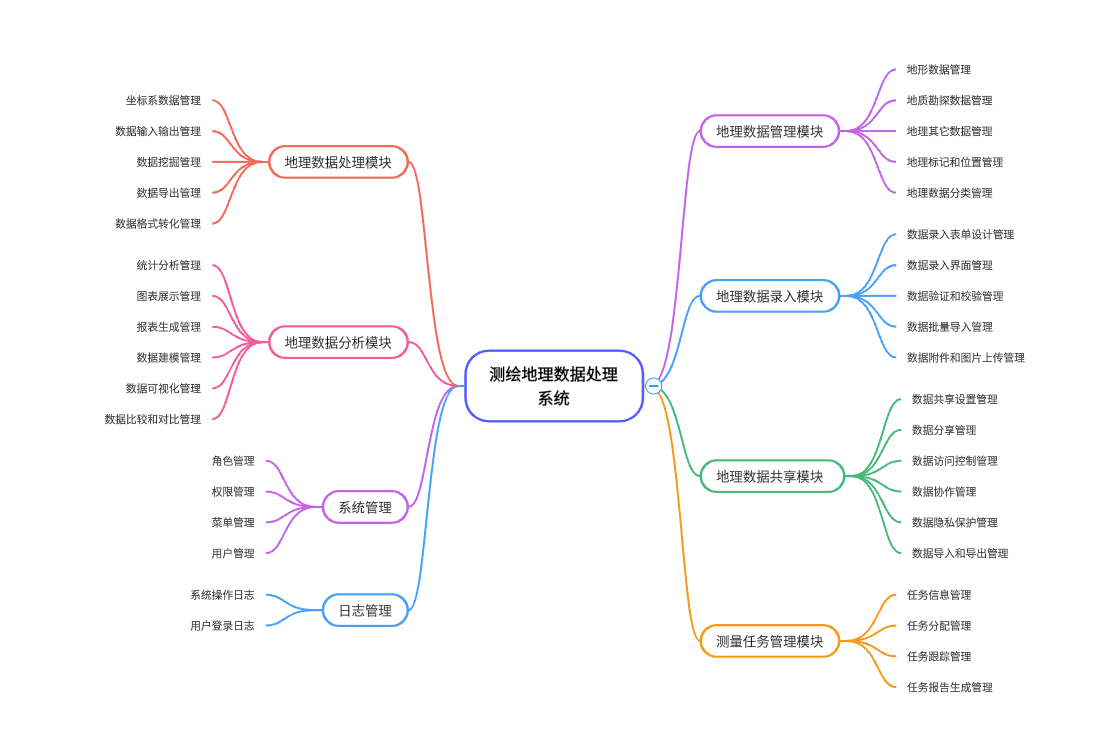 测绘地理数据处理
系统
地理数据管理模块
地形数据管理
地质勘探数据管理
地理其它数据管理
地理标记和位置管理
地理数据分类管理
地理数据录入模块
数据录入表单设计管理
数据录入界面管理
数据验证和校验管理
数据批量导入管理
数据附件和图片上传管理
地理数据共享模块
数据共享设置管理
数据分享管理
数据访问控制管理
数据协作管理
数据隐私保护管理
数据导入和导出管理
测量任务管理模块
任务信息管理
任务分配管理
任务跟踪管理
任务报告生成管理
地理数据处理模块
坐标系数据管理
数据输入输出管理
数据挖掘管理
数据导出管理
数据格式转化管理
地理数据分析模块
统计分析管理
图表展示管理
报表生成管理
数据建模管理
数据可视化管理
数据比较和对比管理
系统管理
角色管理
权限管理
菜单管理
用户管理
日志管理
系统操作日志
用户登录日志